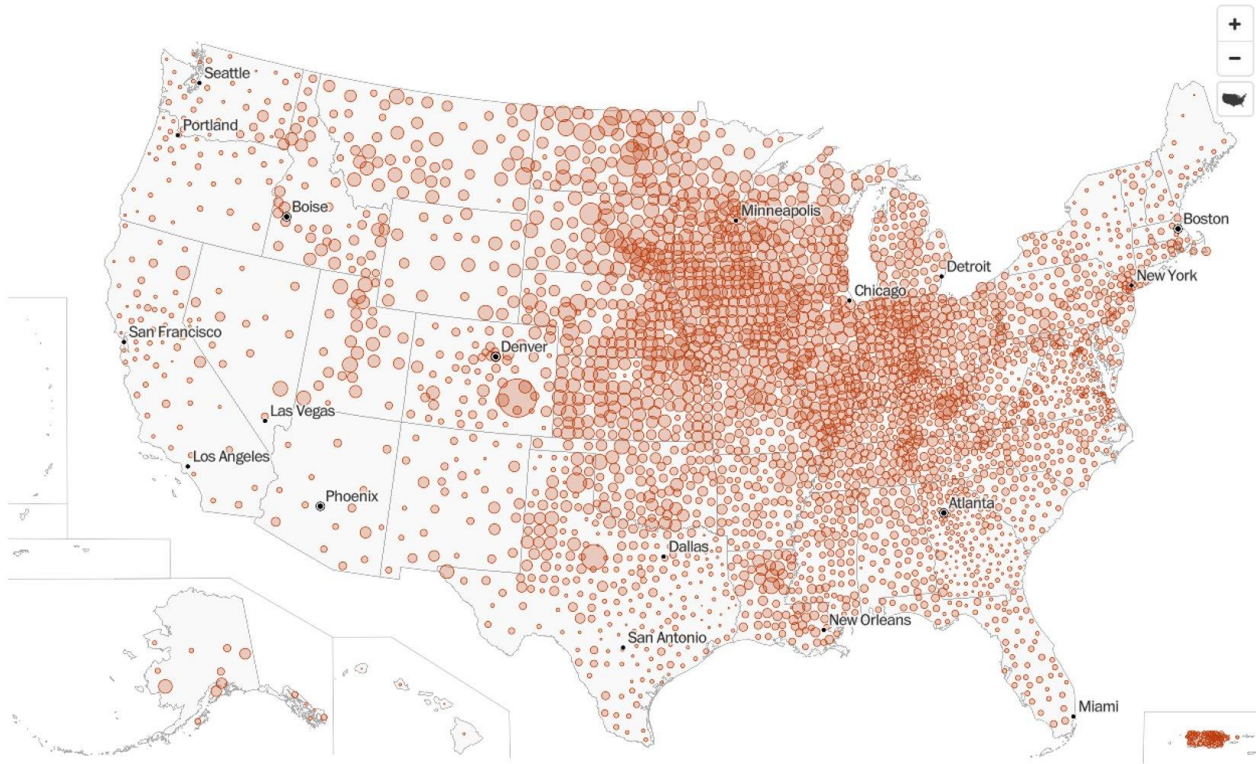 +
−
Seattle
Portland
Boise
Minneapolis
Boston
Detroit
New York
Chicago
San Francisco
Denver
Las Vegas
Los Angeles
Phoenix
Atlanta
Dallas
New Orleans
San Antonio
Miami